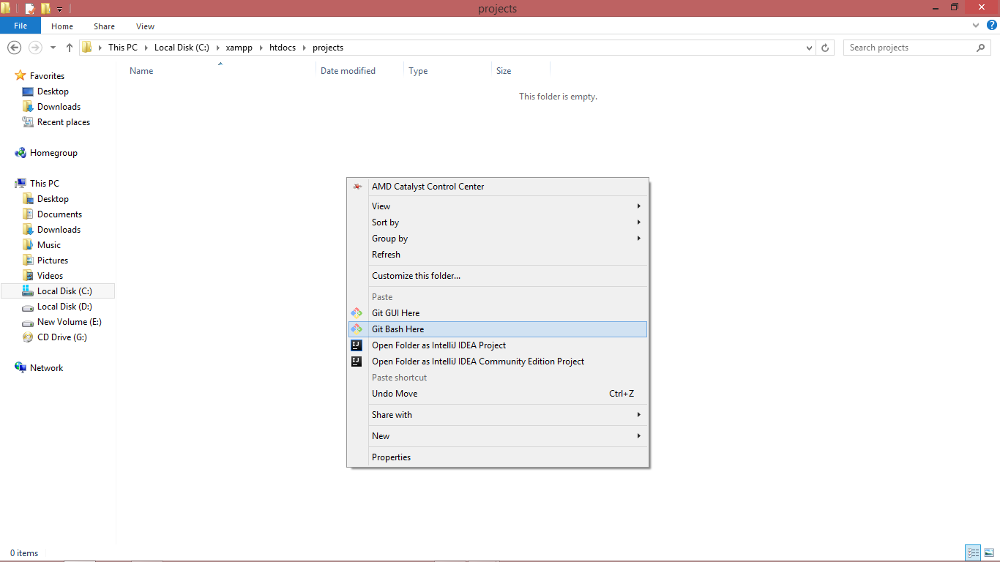 projects
File Home Share View
This PC Local Disk (C:) xampp htdocs projects Search projects
Name Date modified Type Size
This folder is empty.
Favorites
Desktop
Downloads
Recent places
Homegroup
This PC
Desktop
Documents
Downloads
Music
Pictures
Videos
Local Disk (C:)
Local Disk (D:)
New Volume (E:)
CD Drive (G:)
Network
AMD Catalyst Control Center
View
Sort by
Group by
Refresh
Customize this folder...
Paste
Git GUI Here
Git Bash Here
Open Folder as IntelliJ IDEA Project
Open Folder as IntelliJ IDEA Community Edition Project
Paste shortcut
Undo Move Ctrl+Z
Share with
New
Properties
0 items